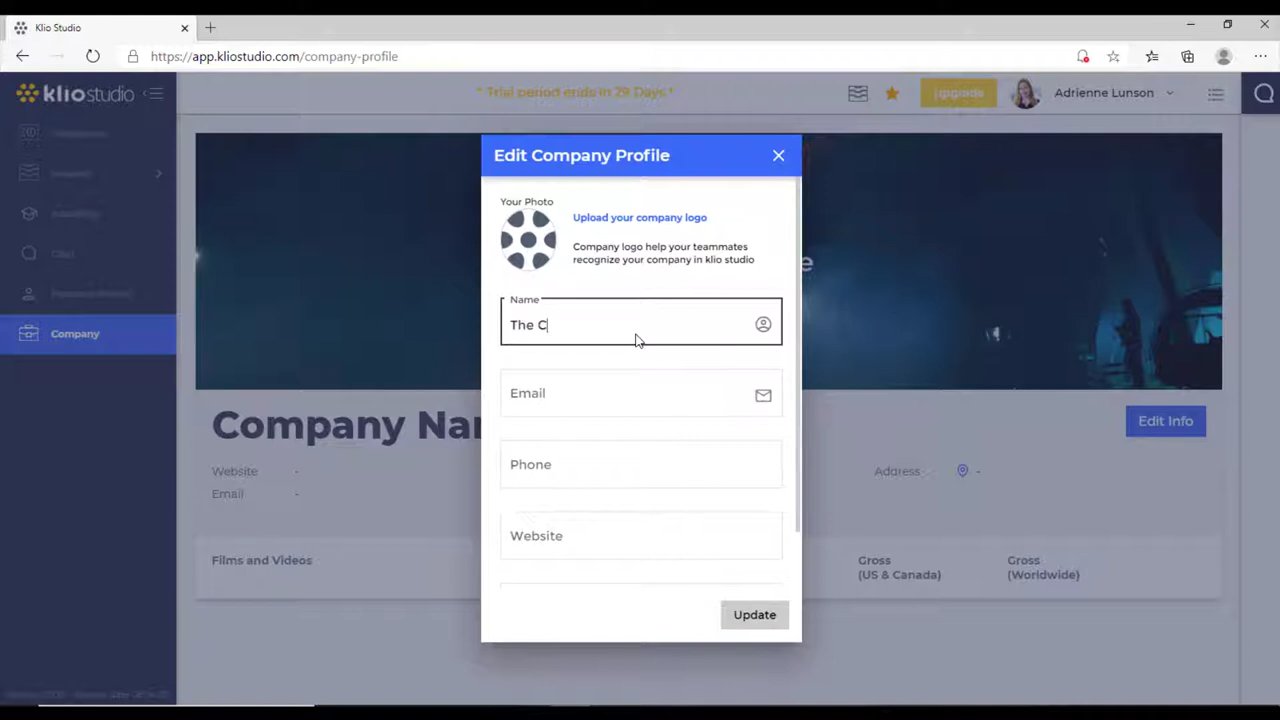 Klio Studio
https://app.kliostudio.com/company-profile
kliostudio
* Trial period ends in 29 Days *
Upgrade
Adrienne Lunson
Chat
Company
Edit Company Profile
Your Photo
Upload your company logo
Company logo help your teammates
recognize your company in klio studio
Name
The C
Email
Phone
Website
Update
e
Company Na
Edit Info
Website -
Email -
Address - -
Films and Videos
Gross
(US & Canada)
Gross
(Worldwide)